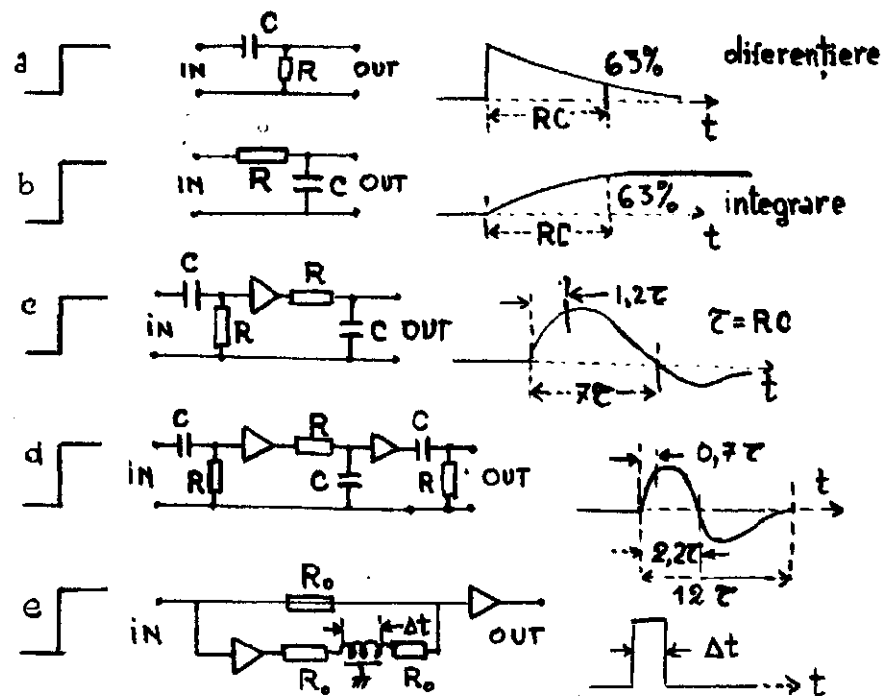 a
C
IN
R
OUT
63%
RC
t
diferențiere
b
IN
R
C
OUT
63%
RC
t
integrare
c
C
R
iN
R
C
OUT
1,2τ
τ=RC
7τ
t
d
C
R
C
iN
R
C
R
OUT
0,7τ
t
2,2τ
12τ
e
iN
R₀
Δt
R₀
R₀
OUT
Δt
t